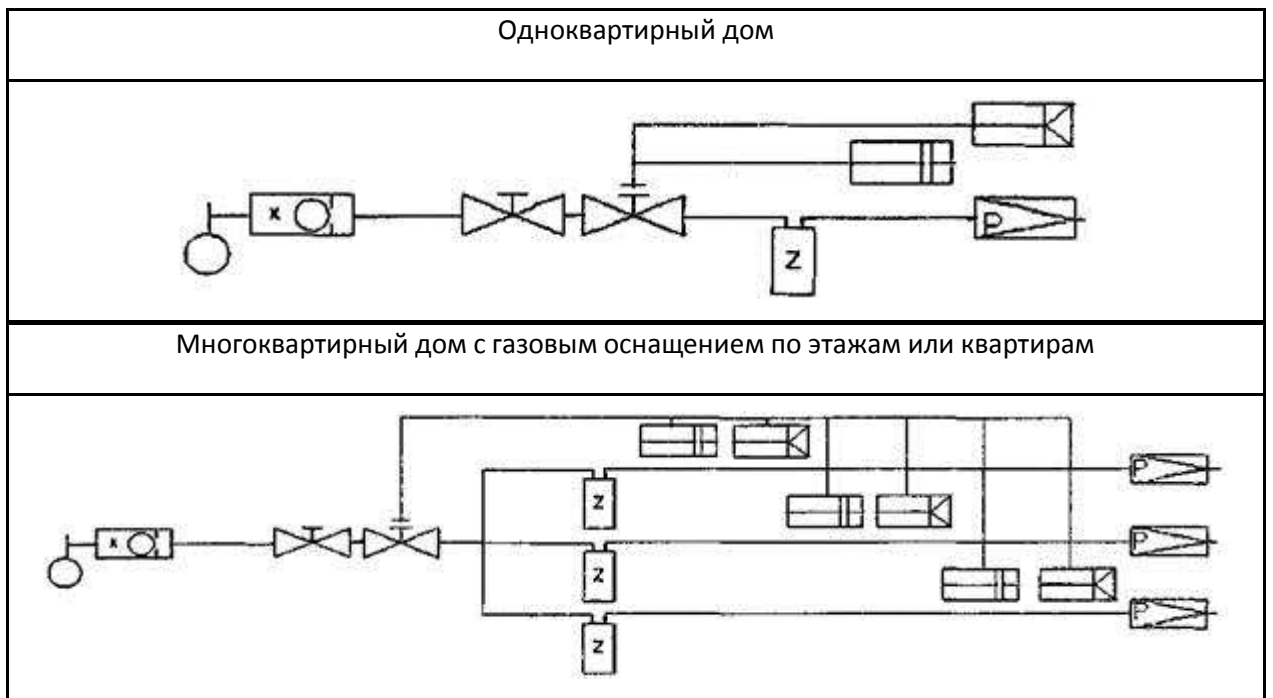 Одноквартирный дом
x
Z
P
Многоквартирный дом с газовым оснащением по этажам или квартирам
x
Z
P
Z
P
Z
P